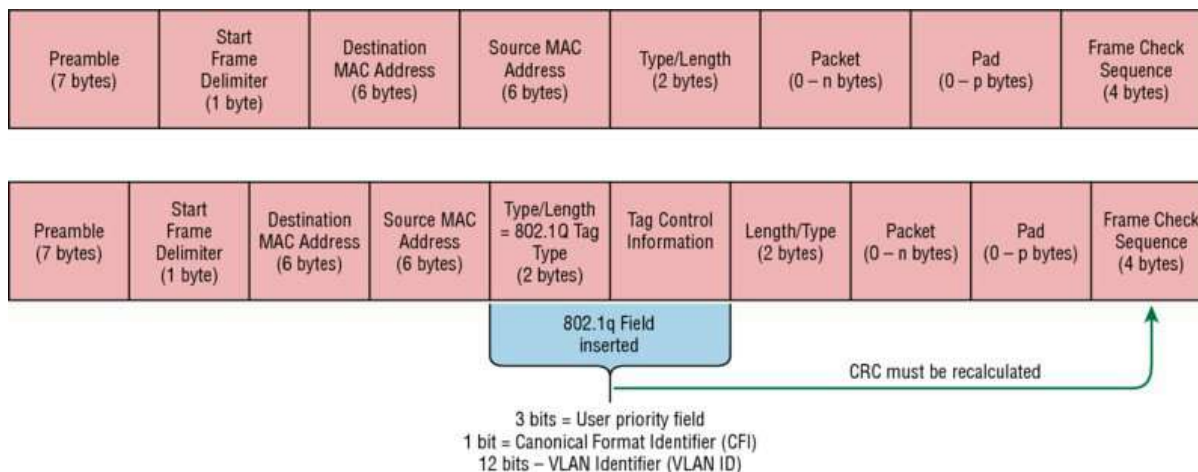 Preamble
(7 bytes)
Start
Frame
Delimiter
(1 byte)
Destination
MAC Address
(6 bytes)
Source MAC
Address
(6 bytes)
Type/Length
(2 bytes)
Packet
(0 – n bytes)
Pad
(0 – p bytes)
Frame Check
Sequence
(4 bytes)
Preamble
(7 bytes)
Start
Frame
Delimiter
(1 byte)
Destination
MAC Address
(6 bytes)
Source MAC
Address
(6 bytes)
Type/Length
= 802.1Q Tag
Type
(2 bytes)
Tag Control
Information
Length/Type
(2 bytes)
Packet
(0 – n bytes)
Pad
(0 – p bytes)
Frame Check
Sequence
(4 bytes)
802.1q Field
inserted
CRC must be recalculated
3 bits = User priority field
1 bit = Canonical Format Identifier (CFI)
12 bits – VLAN Identifier (VLAN ID)